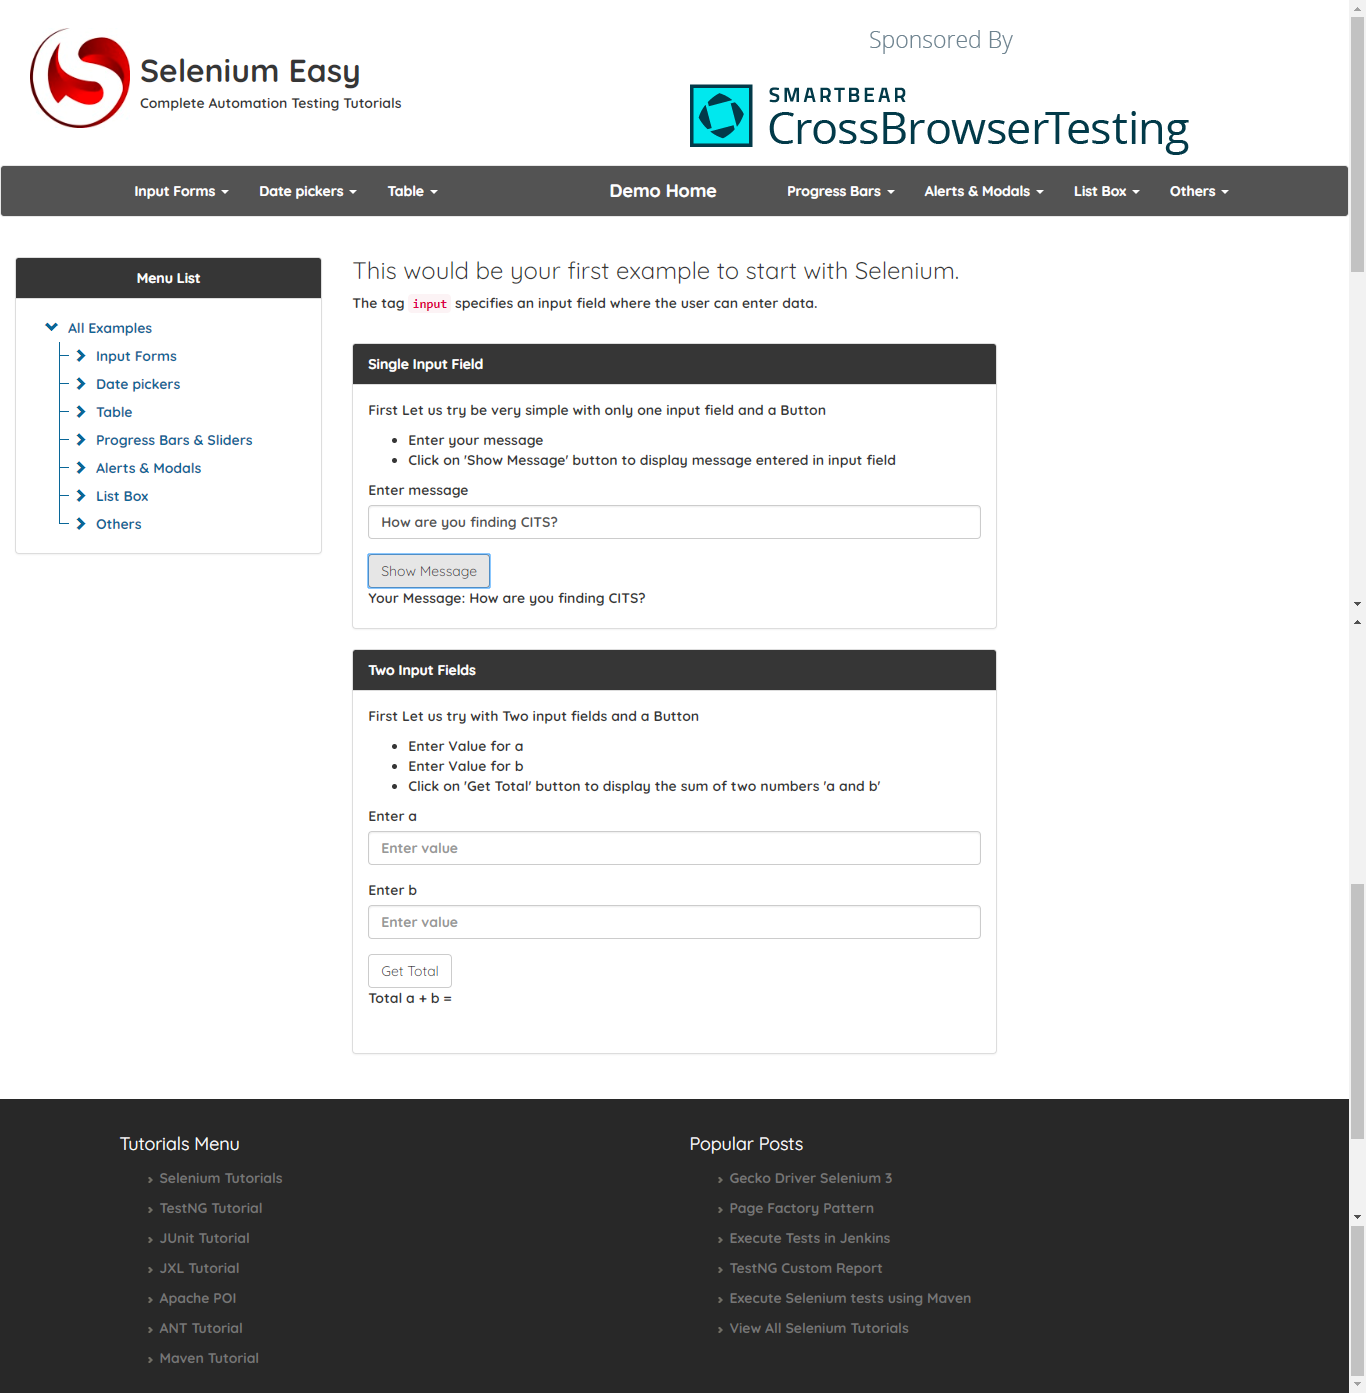 Selenium Easy
Complete Automation Testing Tutorials
Sponsored By
SMARTBEAR
CrossBrowserTesting
Input Forms Date pickers Table Demo Home Progress Bars Alerts & Modals List Box Others
Menu List
All Examples
Input Forms
Date pickers
Table
Progress Bars & Sliders
Alerts & Modals
List Box
Others
This would be your first example to start with Selenium.
The tag input specifies an input field where the user can enter data.
Single Input Field
First Let us try be very simple with only one input field and a Button
Enter your message
Click on 'Show Message' button to display message entered in input field
Enter message
How are you finding CITS?
Show Message
Your Message: How are you finding CITS?
Two Input Fields
First Let us try with Two input fields and a Button
Enter Value for a
Enter Value for b
Click on 'Get Total' button to display the sum of two numbers 'a and b'
Enter a
Enter value
Enter b
Enter value
Get Total
Total a + b =
Tutorials Menu
Selenium Tutorials
TestNG Tutorial
JUnit Tutorial
JXL Tutorial
Apache POI
ANT Tutorial
Maven Tutorial
Popular Posts
Gecko Driver Selenium 3
Page Factory Pattern
Execute Tests in Jenkins
TestNG Custom Report
Execute Selenium tests using Maven
View All Selenium Tutorials